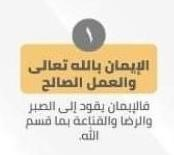 ١
الإيمان بالله تعالى
والعمل الصالح
فالإيمان يقود إلى الصبر
والرضا والقناعة بما قسم
الله.